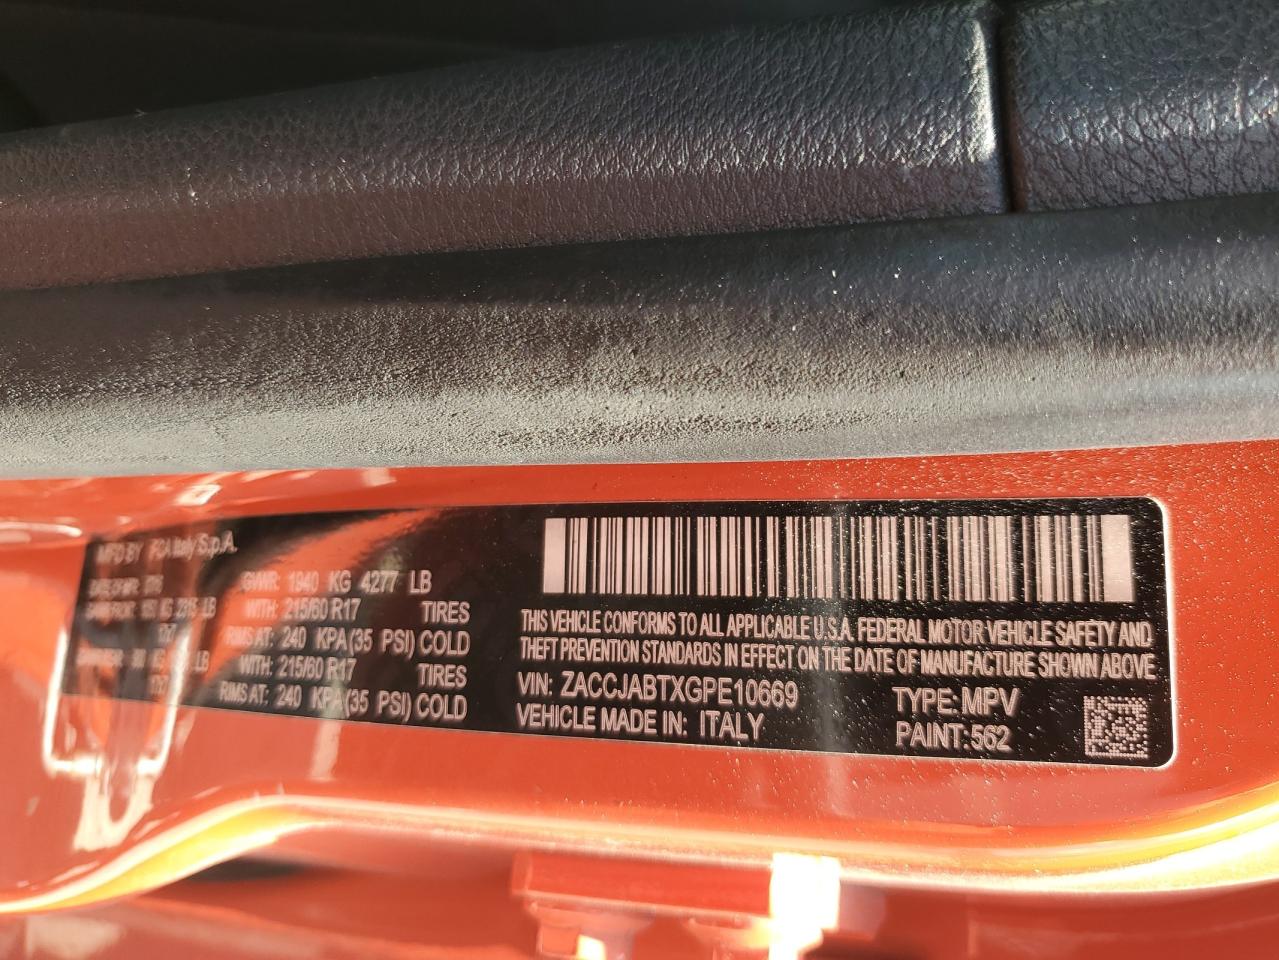 MFD BY FCA Italy S.p.A.
GWR: 1940 KG 4277 LB
WITH: 215/60 R17 TIRES
RIMS AT: 240 KPA(35 PSI) COLD
WITH: 215/60 R17 TIRES
RIMS AT: 240 KPA(35 PSI) COLD
THIS VEHICLE CONFORMS TO ALL APPLICABLE U.S.A. FEDERAL MOTOR VEHICLE SAFETY AND
THEFT PREVENTION STANDARDS IN EFFECT ON THE DATE OF MANUFACTURE SHOWN ABOVE
VIN: ZACCJABTXGPE10669 TYPE: MPV
VEHICLE MADE IN: ITALY PAINT: 562